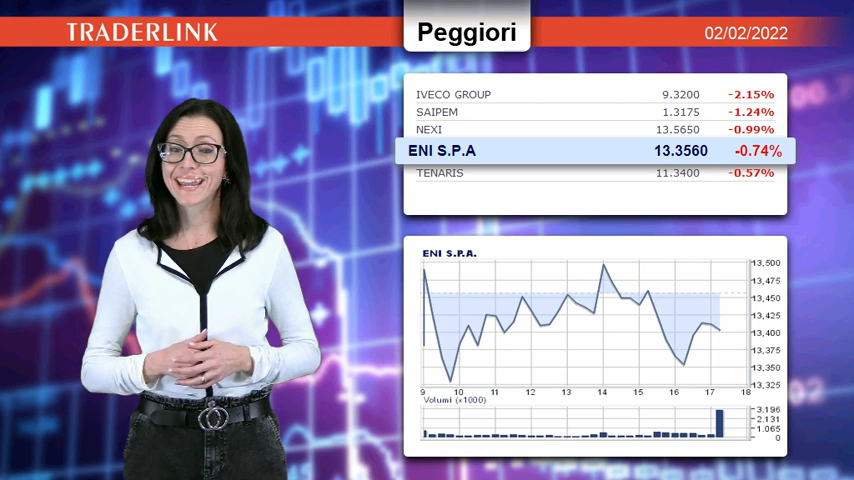 TRADERLINK
Peggiori
02/02/2022
IVECO GROUP 9.3200 -2.15%
SAIPEM 1.3175 -1.24%
NEXI 13.5650 -0.99%
ENI S.P.A 13.3560 -0.74%
TENARIS 11.3400 -0.57%
ENI S.P.A.
13,500
13,475
13,450
13,425
13,400
13,375
13,350
13,325
9 10 11 12 13 14 15 16 17 18
Volumi (x1000)
3.196
2.131
1.065
0